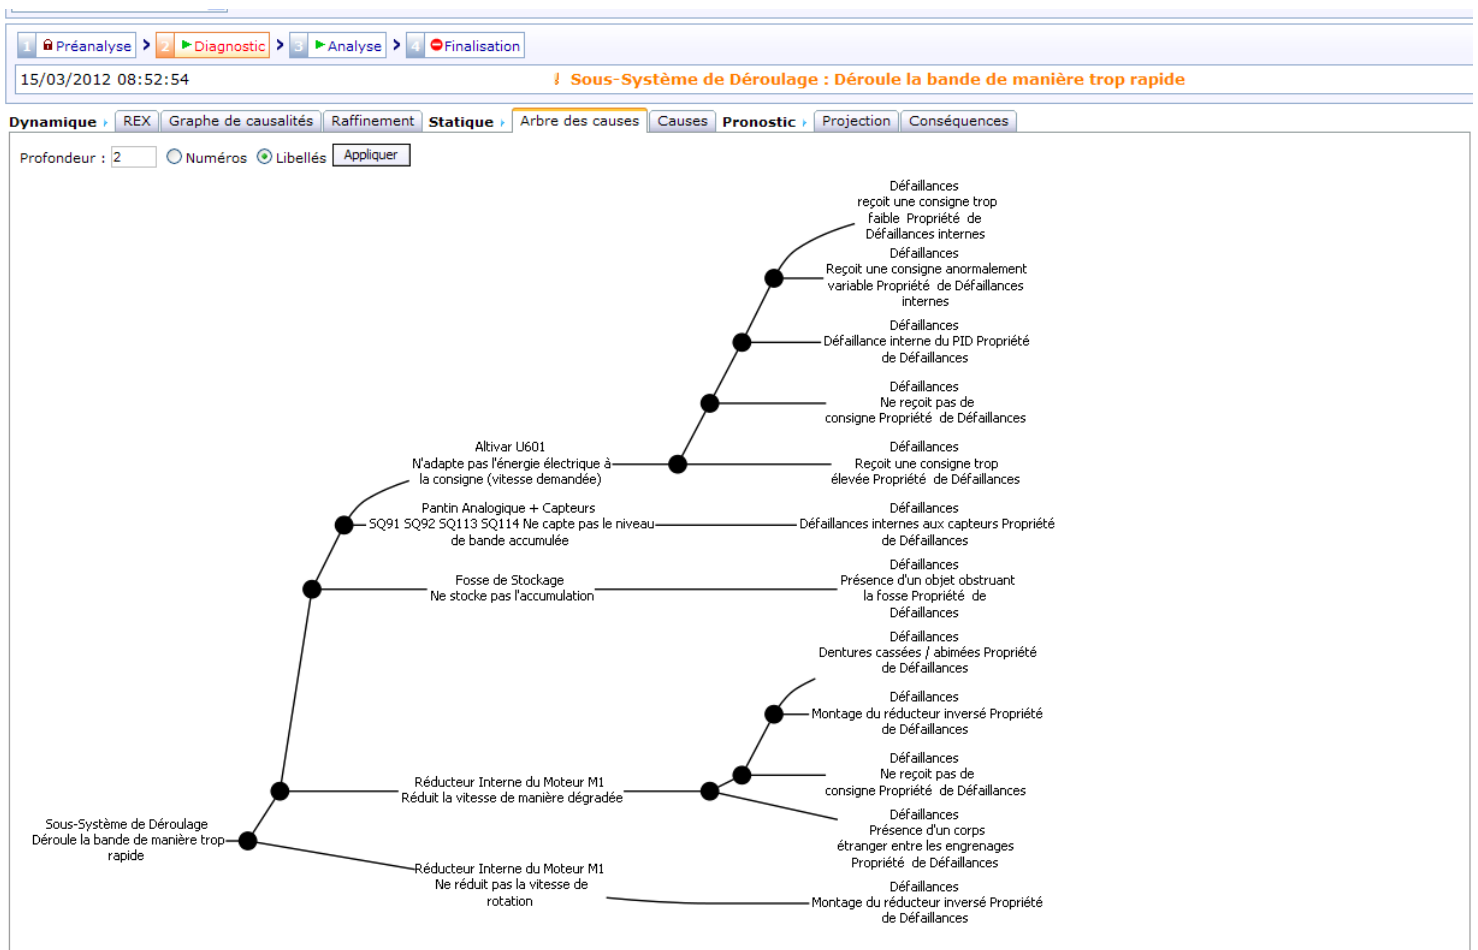 1 Préanalyse > 2 Diagnostic > 3 Analyse > 4 Finalisation
15/03/2012 08:52:54
Sous-Système de Déroulage : Déroule la bande de manière trop rapide
Dynamique REX Graphe de causalités Raffinement Statique Arbre des causes Causes Pronostic Projection Conséquences
Profondeur : 2 Numéros Libellés Appliquer
Défaillances
reçoit une consigne trop
faible Propriété de
Défaillances internes
Défaillances
Reçoit une consigne anormalement
variable Propriété de Défaillances
internes
Défaillances
Défaillance interne du PID Propriété
de Défaillances
Défaillances
Ne reçoit pas de
consigne Propriété de Défaillances
Altivar U601
N'adapte pas l'énergie électrique à
la consigne (vitesse demandée)
Défaillances
Reçoit une consigne trop
élevée Propriété de Défaillances
Pantin Analogique + Capteurs
SQ91 SQ92 SQ113 SQ114 Ne capte pas le niveau
de bande accumulée
Défaillances
Défaillances internes aux capteurs Propriété
de Défaillances
Fosse de Stockage
Ne stocke pas l'accumulation
Défaillances
Présence d'un objet obstruant
la fosse Propriété de
Défaillances
Défaillances
Dentures cassées / abimées Propriété
de Défaillances
Défaillances
Montage du réducteur inversé Propriété
de Défaillances
Réducteur Interne du Moteur M1
Réduit la vitesse de manière dégradée
Défaillances
Ne reçoit pas de
consigne Propriété de Défaillances
Défaillances
Présence d'un corps
étranger entre les engrenages
Propriété de Défaillances
Sous-Système de Déroulage
Déroule la bande de manière trop
rapide
Réducteur Interne du Moteur M1
Ne réduit pas la vitesse de
rotation
Défaillances
Montage du réducteur inversé Propriété
de Défaillances